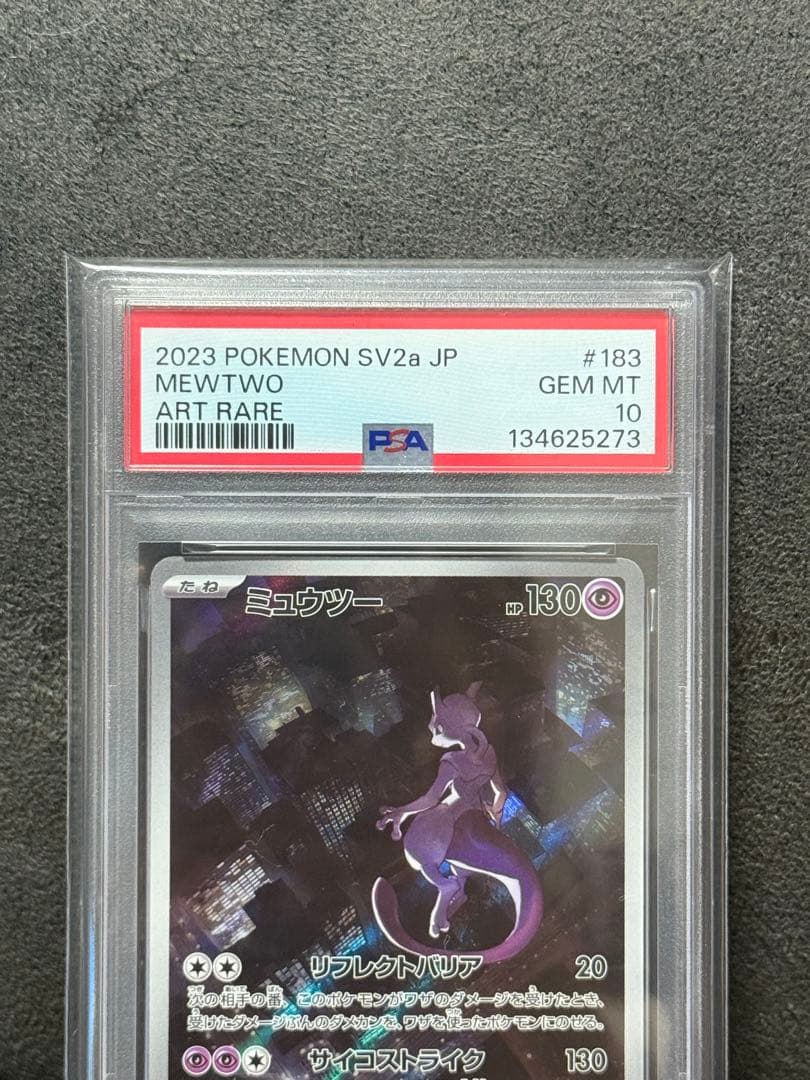 2023 POKEMON SV2a JP #183
MEWTWO GEM MT
ART RARE 10
PSA 134625273
たね ミュウツー HP 130
リフレクトバリア 20
次の相手の番、このポケモンがワザのダメージを受けたとき、
受けたダメージぶんのダメカンを、ワザを使ったポケモンにのせる。
サイコストライク 130